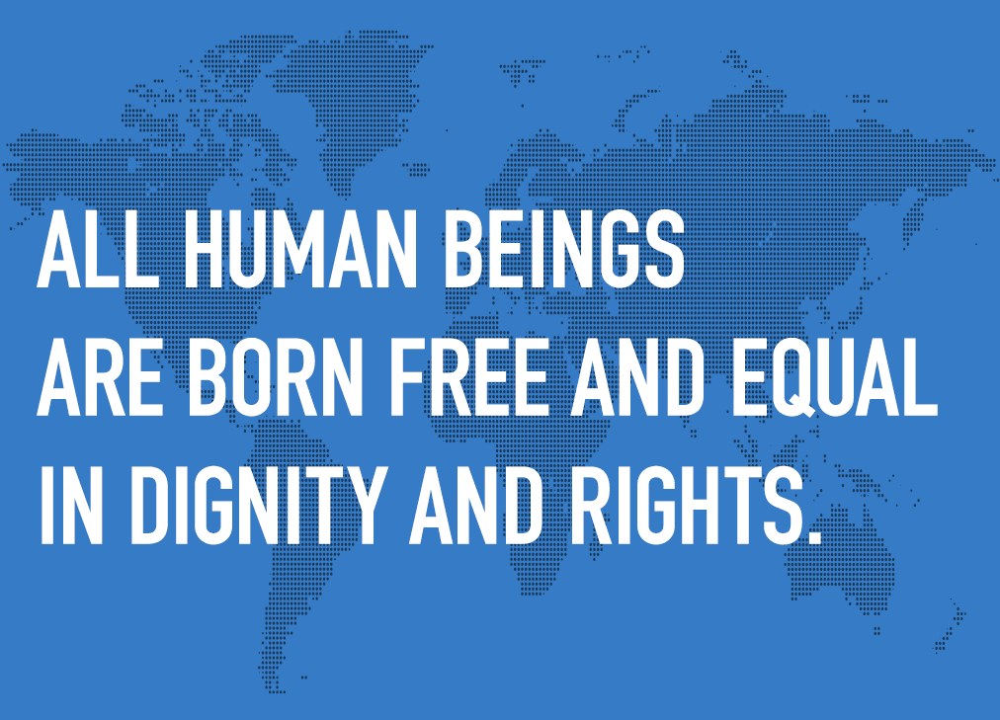 ALL HUMAN BEINGS
ARE BORN FREE AND EQUAL
IN DIGNITY AND RIGHTS.